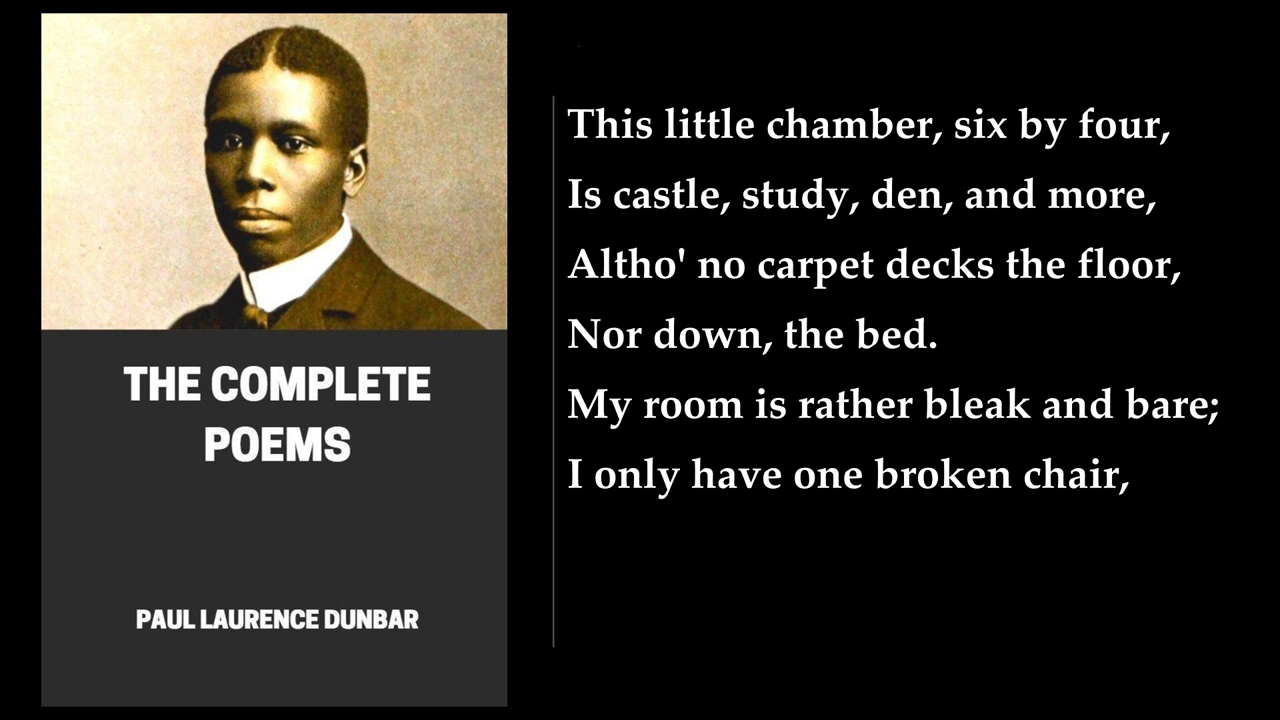 THE COMPLETE
POEMS
PAUL LAURENCE DUNBAR
This little chamber, six by four,
Is castle, study, den, and more,
Altho' no carpet decks the floor,
Nor down, the bed.
My room is rather bleak and bare;
I only have one broken chair,